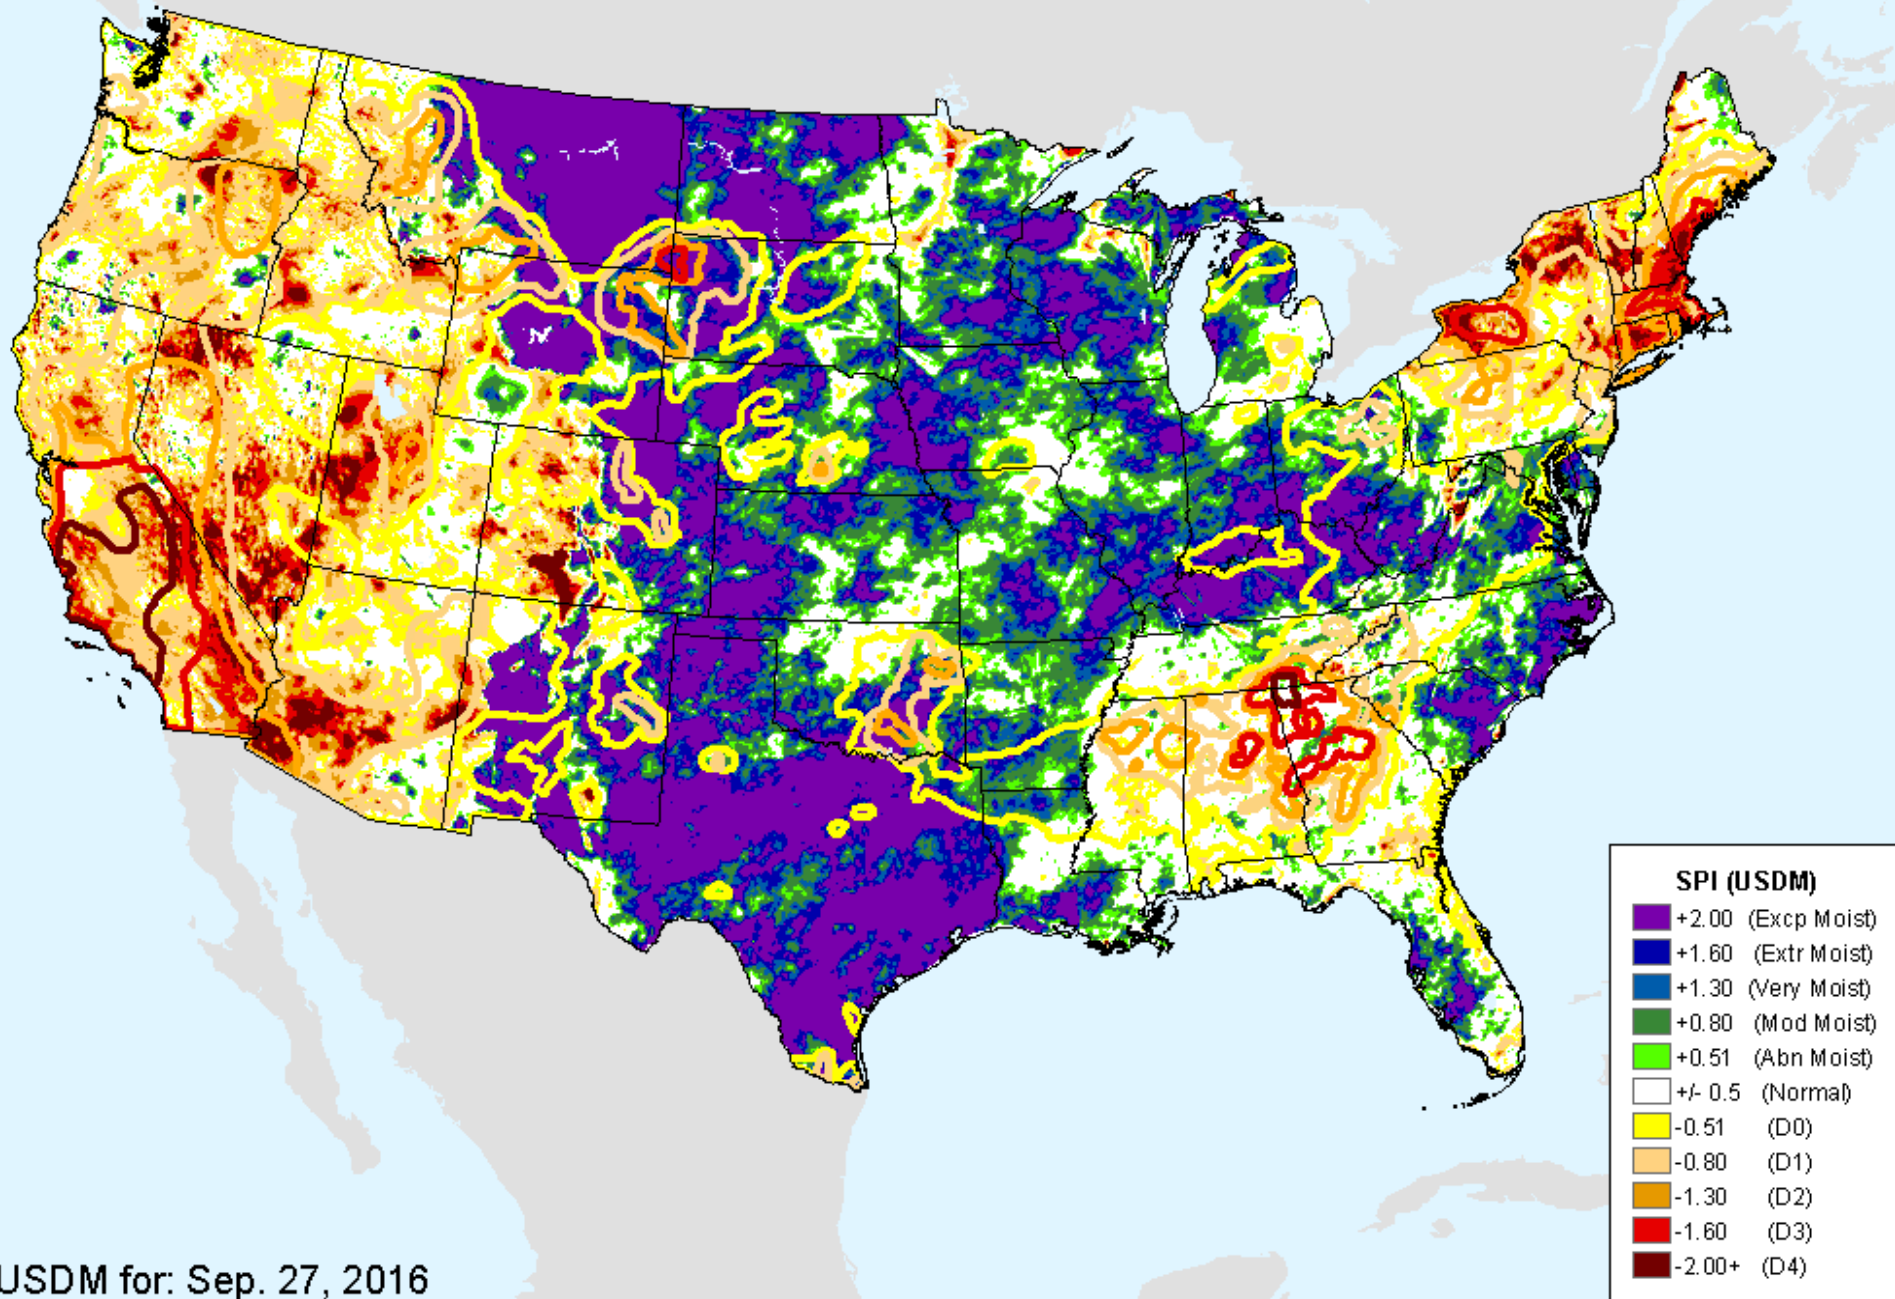 SPI (USDM)
+2.00 (Excp Moist)
+1.60 (Extr Moist)
+1.30 (Very Moist)
+0.80 (Mod Moist)
+0.51 (Abn Moist)
+/- 0.5 (Normal)
-0.51 (D0)
-0.80 (D1)
-1.30 (D2)
-1.60 (D3)
-2.00+ (D4)
USDM for: Sep. 27, 2016